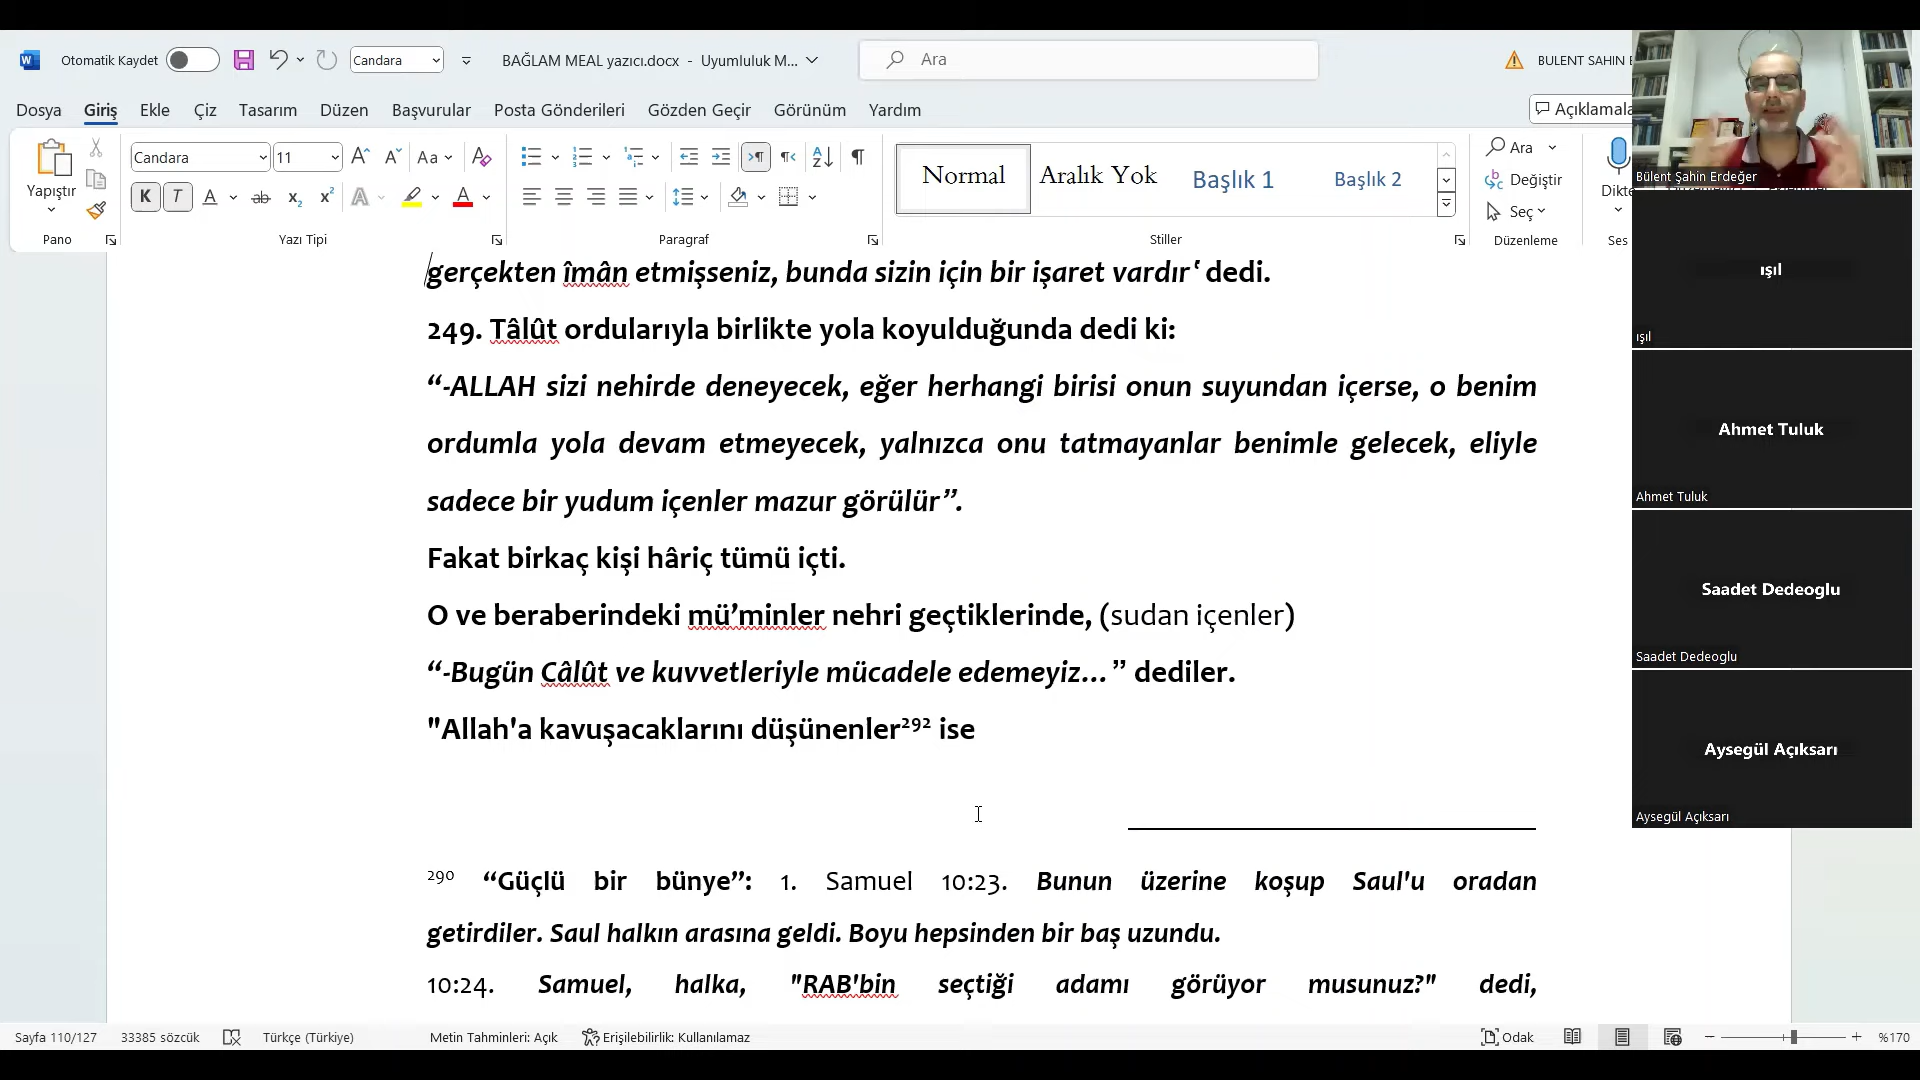 Otomatik Kaydet
Candara
BAĞLAM MEAL yazıcı.docx - Uyumluluk M...
Ara
BULENT SAHIN E
Dosya Giriş Ekle Çiz Tasarım Düzen Başvurular Posta Gönderileri Gözden Geçir Görünüm Yardım
Açıklamala
Yapıştır
Pano
Candara 11
Yazı Tipi
Paragraf
Normal Aralık Yok Başlık 1 Başlık 2
Stiller
Ara
Değiştir
Seç
Düzenleme
Dikte
Ses
gerçekten îmân etmişseniz, bunda sizin için bir işaret vardır‛ dedi.
249. Tâlût ordularıyla birlikte yola koyulduğunda dedi ki:
“-ALLAH sizi nehirde deneyecek, eğer herhangi birisi onun suyundan içerse, o benim
ordumla yola devam etmeyecek, yalnızca onu tatmayanlar benimle gelecek, eliyle
sadece bir yudum içenler mazur görülür”.
Fakat birkaç kişi hâriç tümü içti.
O ve beraberindeki mü’minler nehri geçtiklerinde, (sudan içenler)
“-Bugün Câlût ve kuvvetleriyle mücadele edemeyiz...” dediler.
"Allah'a kavuşacaklarını düşünenler²⁹² ise
²⁹⁰ “Güçlü bir bünye”: 1. Samuel 10:23. Bunun üzerine koşup Saul'u oradan
getirdiler. Saul halkın arasına geldi. Boyu hepsinden bir baş uzundu.
10:24. Samuel, halka, "RAB'bin seçtiği adamı görüyor musunuz?" dedi,
Bülent Şahin Erdeğer
ışıl
ışıl
Ahmet Tuluk
Ahmet Tuluk
Saadet Dedeoglu
Saadet Dedeoglu
Aysegül Açıksarı
Aysegül Açıksarı
Sayfa 110/127 33385 sözcük Türkçe (Türkiye) Metin Tahminleri: Açık Erişilebilirlik: Kullanılamaz Odak %170